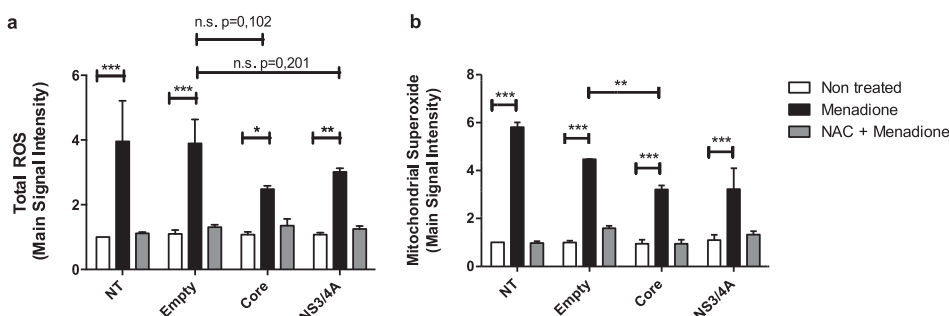 a
n.s. p=0,102
n.s. p=0,201
***
***
*
**
Total ROS
(Main Signal Intensity)
6
4
2
0
NT
Empty
Core
NS3/4A
b
**
***
***
***
***
Mitochondrial Superoxide
(Main Signal Intensity)
8
6
4
2
0
NT
Empty
Core
NS3/4A
Non treated
Menadione
NAC + Menadione